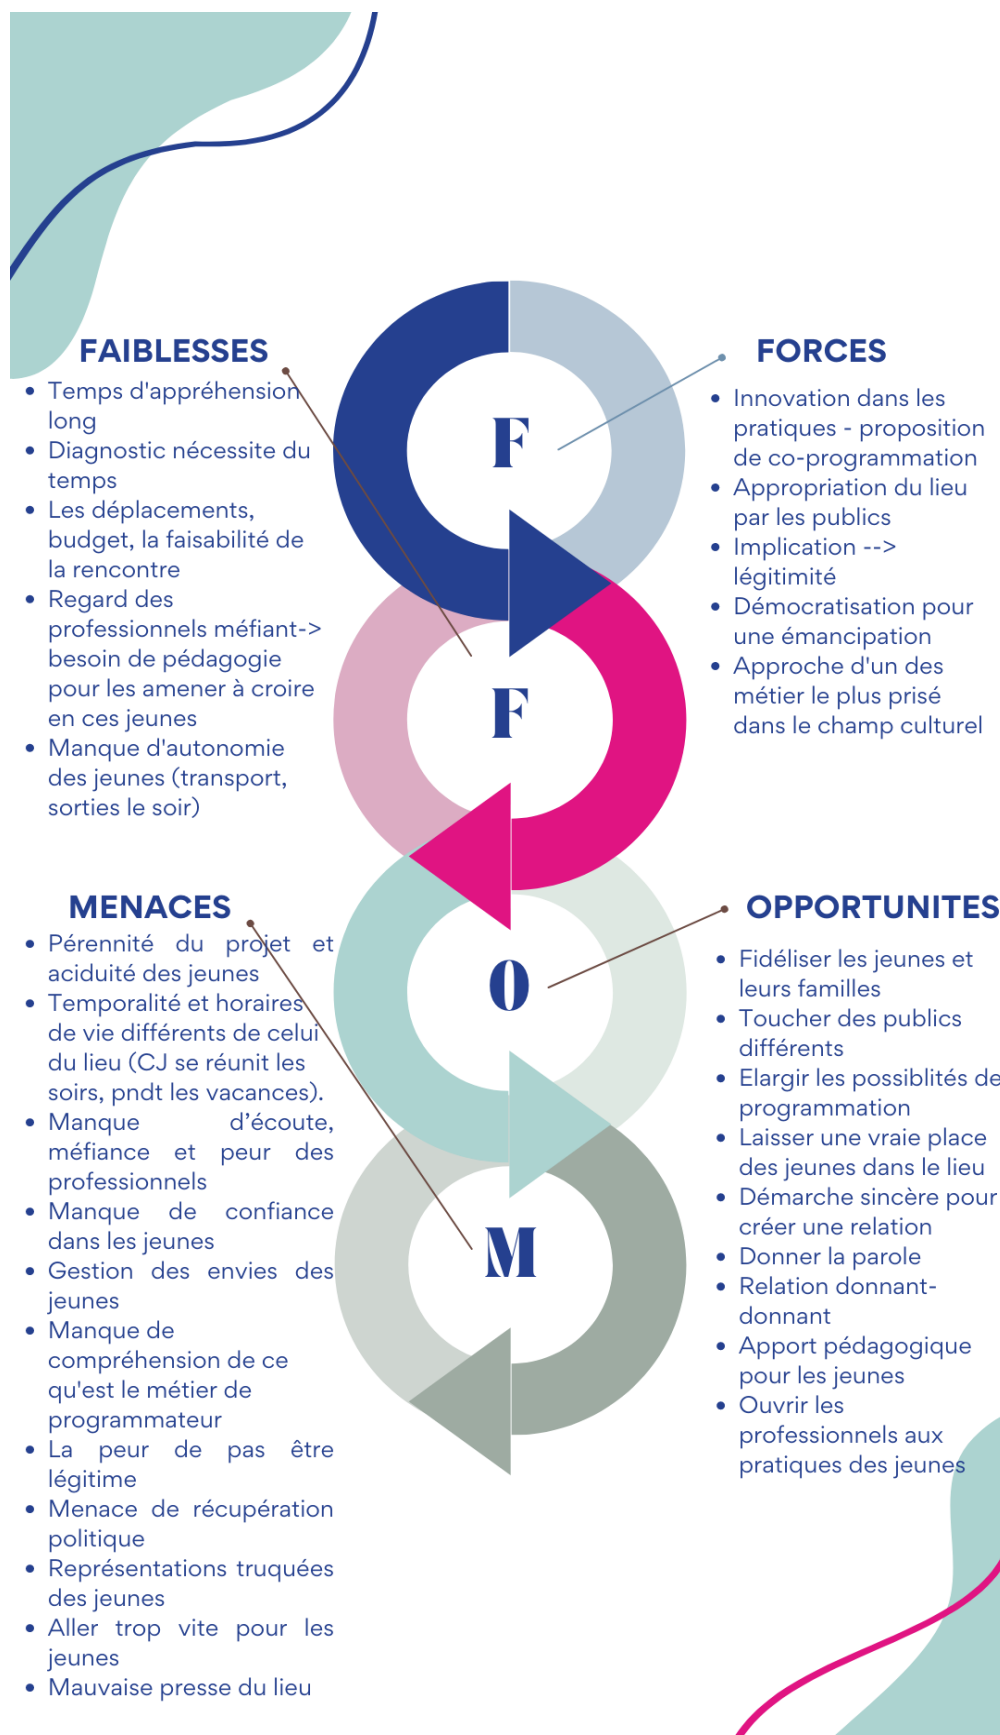 FAIBLESSES
• Temps d'appréhension
long
• Diagnostic nécessite du
temps
• Les déplacements,
budget, la faisabilité de
la rencontre
• Regard des
professionnels méfiant->
besoin de pédagogie
pour les amener à croire
en ces jeunes
• Manque d'autonomie
des jeunes (transport,
sorties le soir)
FORCES
• Innovation dans les
pratiques - proposition
de co-programmation
• Appropriation du lieu
par les publics
• Implication -->
légitimité
• Démocratisation pour
une émancipation
• Approche d'un des
métier le plus prisé
dans le champ culturel
F
F
O
M
MENACES
• Pérennité du projet et
aciduité des jeunes
• Temporalité et horaires
de vie différents de celui
du lieu (CJ se réunit les
soirs, pndt les vacances).
• Manque d’écoute,
méfiance et peur des
professionnels
• Manque de confiance
dans les jeunes
• Gestion des envies des
jeunes
• Manque de
compréhension de ce
qu'est le métier de
programmateur
• La peur de pas être
légitime
• Menace de récupération
politique
• Représentations truquées
des jeunes
• Aller trop vite pour les
jeunes
• Mauvaise presse du lieu
OPPORTUNITES
• Fidéliser les jeunes et
leurs familles
• Toucher des publics
différents
• Elargir les possiblités de
programmation
• Laisser une vraie place
des jeunes dans le lieu
• Démarche sincère pour
créer une relation
• Donner la parole
• Relation donnant-
donnant
• Apport pédagogique
pour les jeunes
• Ouvrir les
professionnels aux
pratiques des jeunes